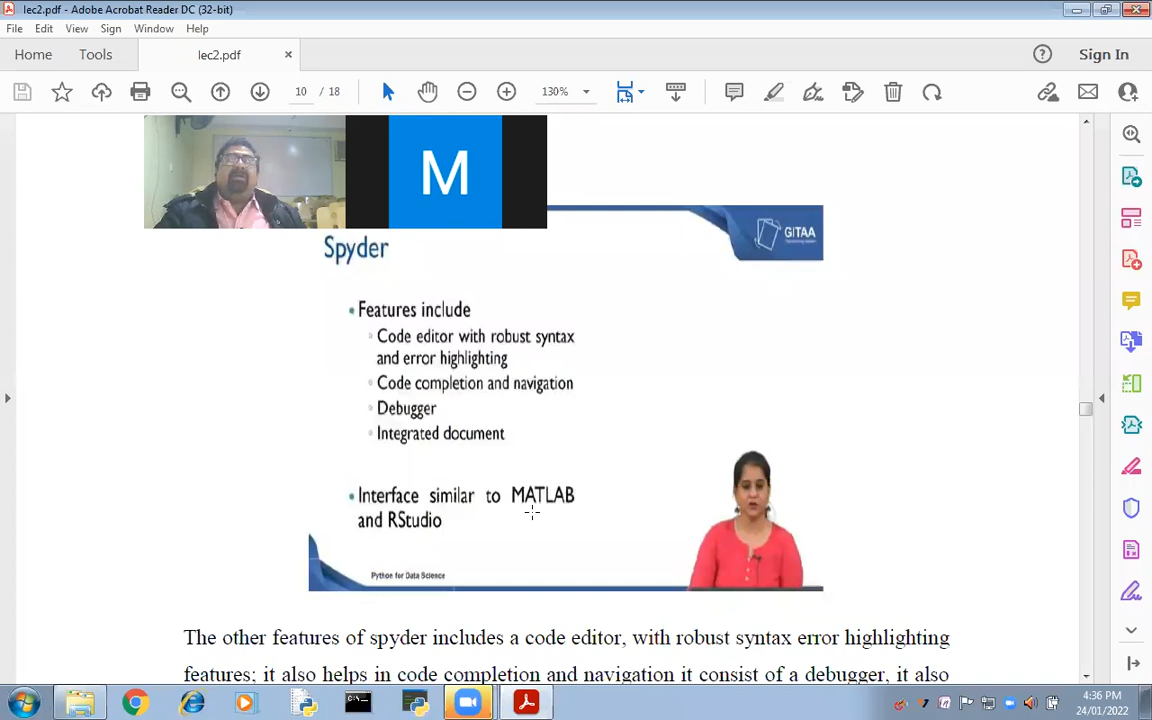 lec2.pdf - Adobe Acrobat Reader DC (32-bit)
File Edit View Sign Window Help
Home Tools lec2.pdf × Sign In
10 / 18 130%
M
GITAA
Spyder
• Features include
Code editor with robust syntax
and error highlighting
Code completion and navigation
Debugger
Integrated document
• Interface similar to MATLAB
and RStudio
Python for Data Science
The other features of spyder includes a code editor, with robust syntax error highlighting
features; it also helps in code completion and navigation it consist of a debugger, it also
4:36 PM
24/01/2022